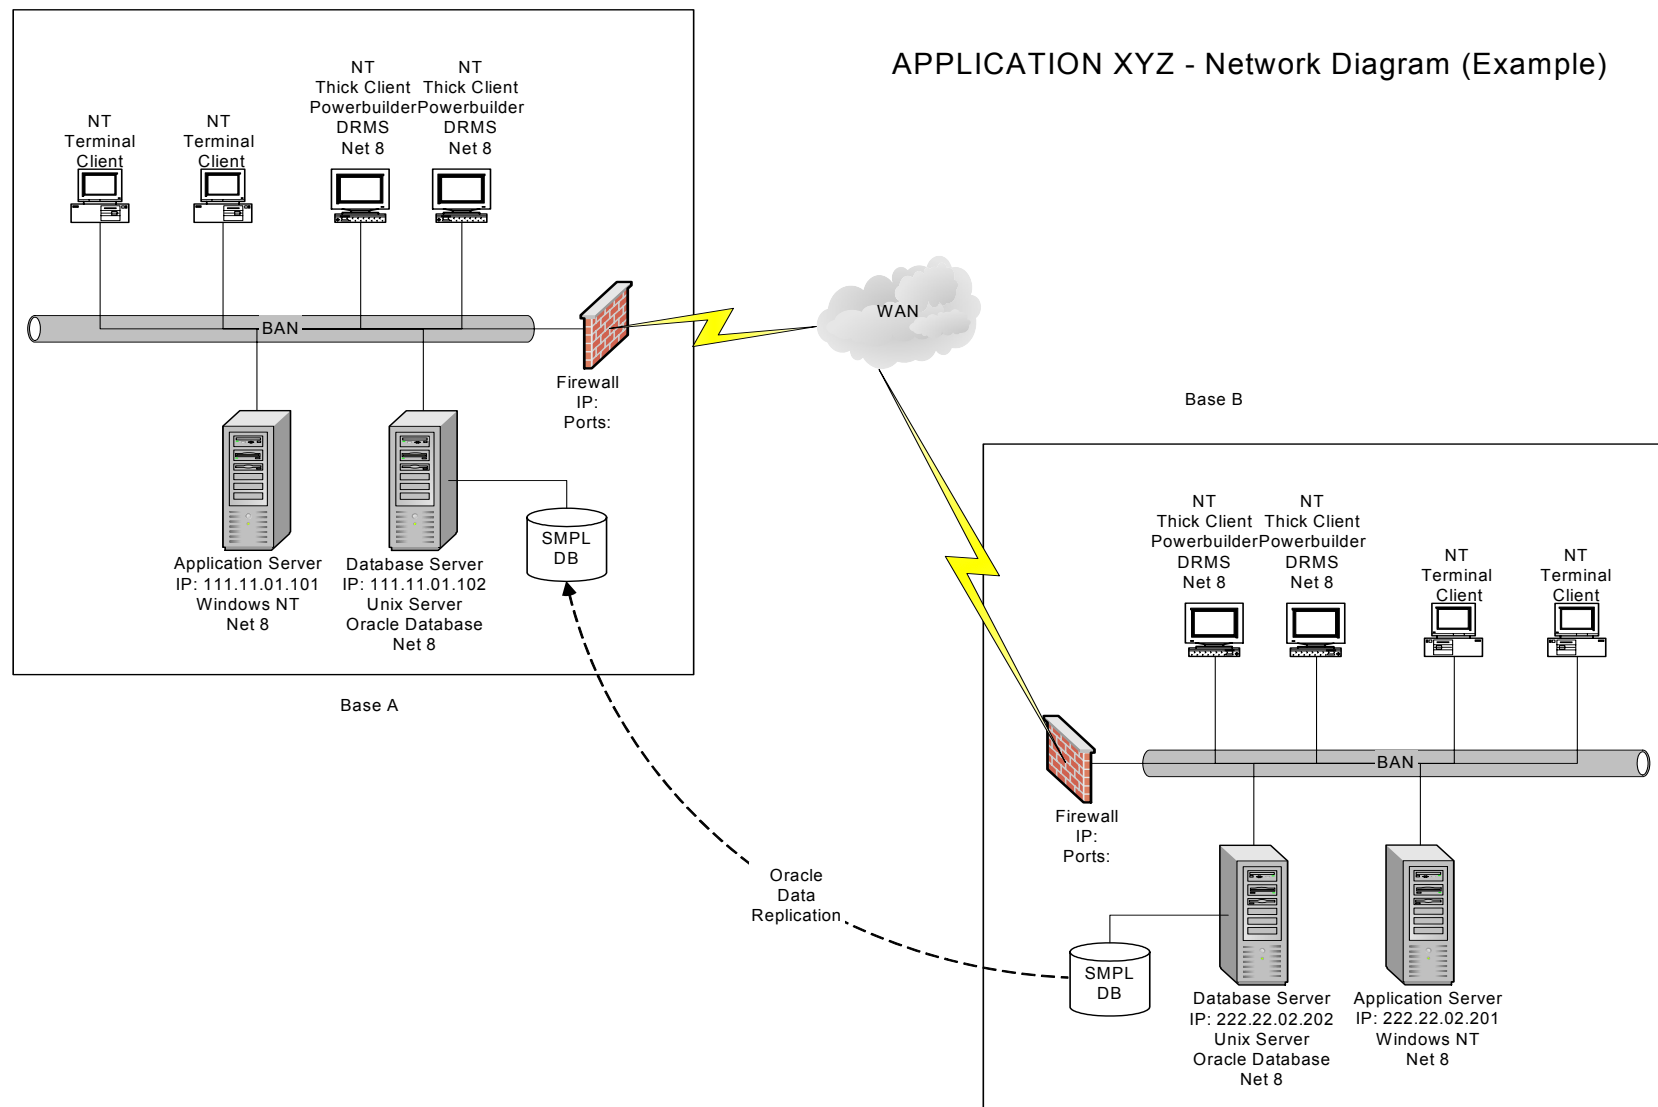 APPLICATION XYZ - Network Diagram (Example)
NT
Terminal
Client
NT
Terminal
Client
NT
Thick Client
Powerbuilder
DRMS
Net 8
NT
Thick Client
Powerbuilder
DRMS
Net 8
BAN
Firewall
IP:
Ports:
WAN
Application Server
IP: 111.11.01.101
Windows NT
Net 8
Database Server
IP: 111.11.01.102
Unix Server
Oracle Database
Net 8
SMPL
DB
Base A
Base B
NT
Thick Client
Powerbuilder
DRMS
Net 8
NT
Thick Client
Powerbuilder
DRMS
Net 8
NT
Terminal
Client
NT
Terminal
Client
BAN
Firewall
IP:
Ports:
Oracle
Data
Replication
SMPL
DB
Database Server
IP: 222.22.02.202
Unix Server
Oracle Database
Net 8
Application Server
IP: 222.22.02.201
Windows NT
Net 8